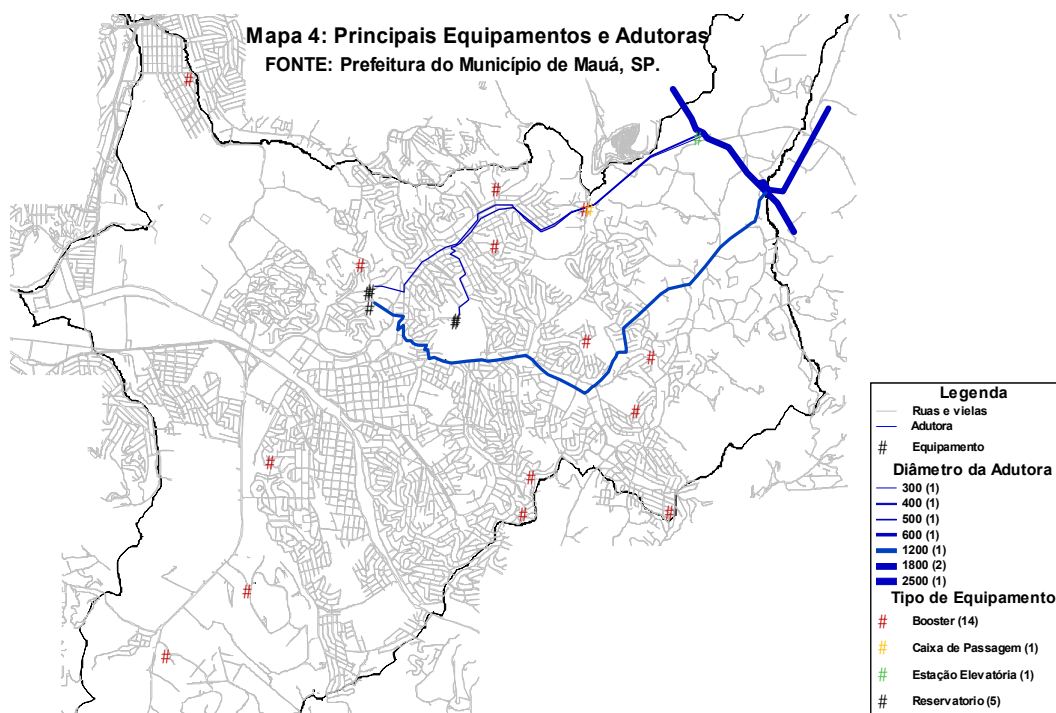 Mapa 4: Principais Equipamentos e Adutoras
FONTE: Prefeitura do Município de Mauá, SP.
Legenda
Ruas e vielas
Adutora
# Equipamento
Diâmetro da Adutora
300 (1)
400 (1)
500 (1)
600 (1)
1200 (1)
1800 (2)
2500 (1)
Tipo de Equipamento
# Booster (14)
# Caixa de Passagem (1)
# Estação Elevatória (1)
# Reservatorio (5)